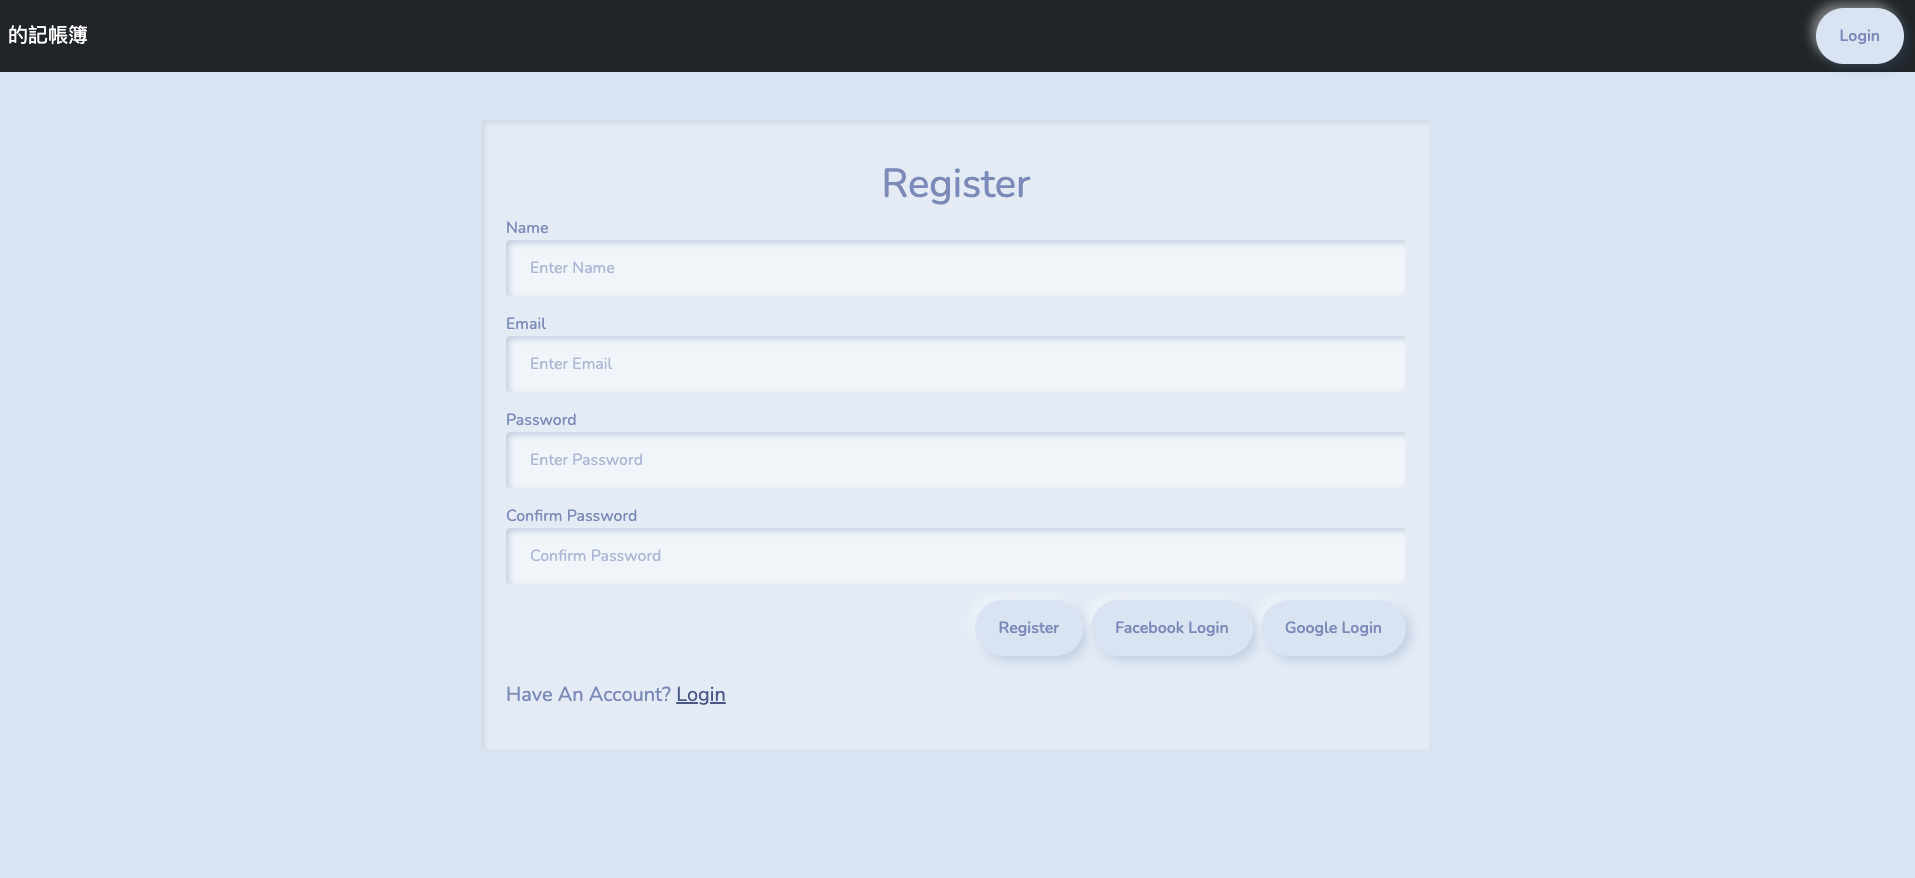 的記帳簿
Login
Register
Name
Enter Name
Email
Enter Email
Password
Enter Password
Confirm Password
Confirm Password
Register Facebook Login Google Login
Have An Account? Login